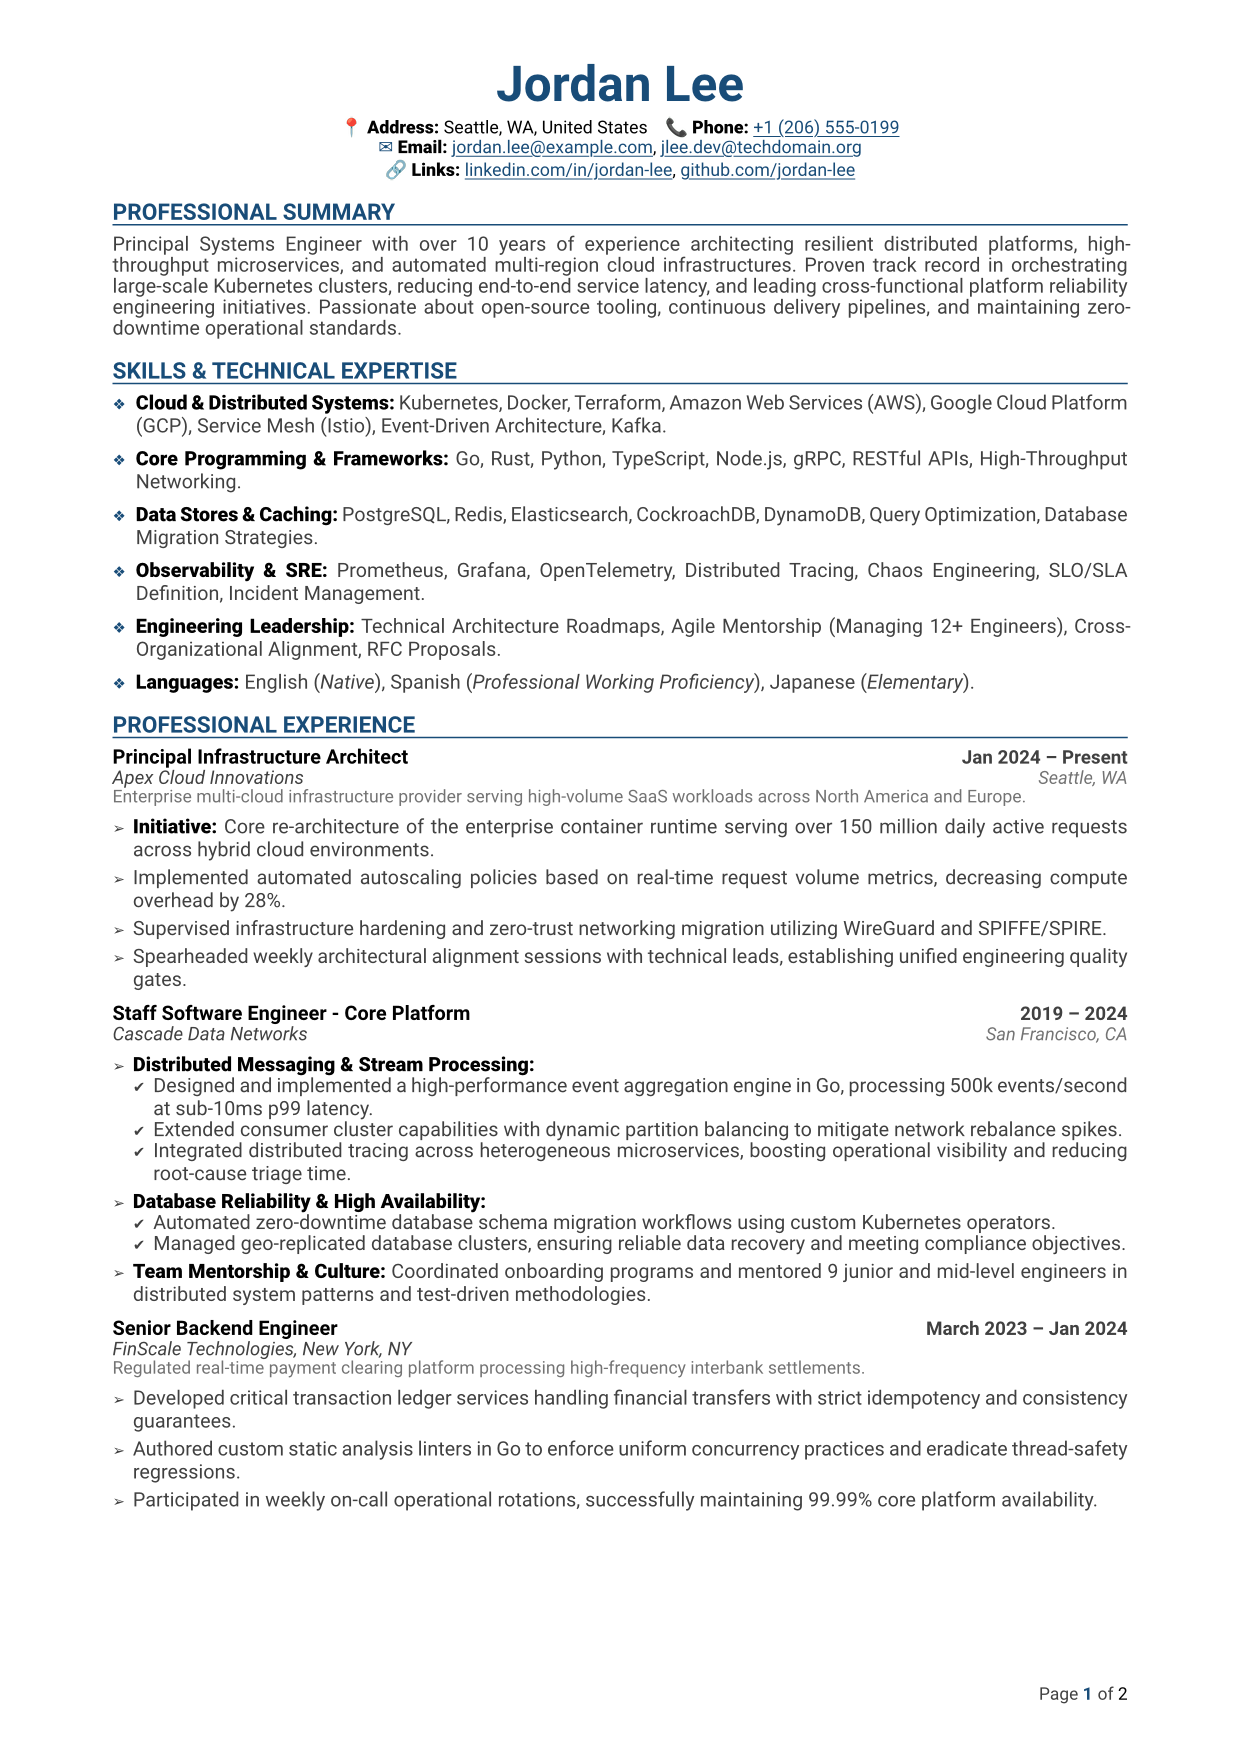 Jordan Lee
📍 Address: Seattle, WA, United States 📞 Phone: +1 (206) 555-0199
✉ Email: jordan.lee@example.com, jlee.dev@techdomain.org
🔗 Links: linkedin.com/in/jordan-lee, github.com/jordan-lee
PROFESSIONAL SUMMARY
Principal Systems Engineer with over 10 years of experience architecting resilient distributed platforms, high-
throughput microservices, and automated multi-region cloud infrastructures. Proven track record in orchestrating
large-scale Kubernetes clusters, reducing end-to-end service latency, and leading cross-functional platform reliability
engineering initiatives. Passionate about open-source tooling, continuous delivery pipelines, and maintaining zero-
downtime operational standards.
SKILLS & TECHNICAL EXPERTISE
❖ Cloud & Distributed Systems: Kubernetes, Docker, Terraform, Amazon Web Services (AWS), Google Cloud Platform
(GCP), Service Mesh (Istio), Event-Driven Architecture, Kafka.
❖ Core Programming & Frameworks: Go, Rust, Python, TypeScript, Node.js, gRPC, RESTful APIs, High-Throughput
Networking.
❖ Data Stores & Caching: PostgreSQL, Redis, Elasticsearch, CockroachDB, DynamoDB, Query Optimization, Database
Migration Strategies.
❖ Observability & SRE: Prometheus, Grafana, OpenTelemetry, Distributed Tracing, Chaos Engineering, SLO/SLA
Definition, Incident Management.
❖ Engineering Leadership: Technical Architecture Roadmaps, Agile Mentorship (Managing 12+ Engineers), Cross-
Organizational Alignment, RFC Proposals.
❖ Languages: English (Native), Spanish (Professional Working Proficiency), Japanese (Elementary).
PROFESSIONAL EXPERIENCE
Principal Infrastructure Architect Jan 2024 – Present
Apex Cloud Innovations Seattle, WA
Enterprise multi-cloud infrastructure provider serving high-volume SaaS workloads across North America and Europe.
➢ Initiative: Core re-architecture of the enterprise container runtime serving over 150 million daily active requests
across hybrid cloud environments.
➢ Implemented automated autoscaling policies based on real-time request volume metrics, decreasing compute
overhead by 28%.
➢ Supervised infrastructure hardening and zero-trust networking migration utilizing WireGuard and SPIFFE/SPIRE.
➢ Spearheaded weekly architectural alignment sessions with technical leads, establishing unified engineering quality
gates.
Staff Software Engineer - Core Platform 2019 – 2024
Cascade Data Networks San Francisco, CA
➢ Distributed Messaging & Stream Processing:
✔ Designed and implemented a high-performance event aggregation engine in Go, processing 500k events/second
at sub-10ms p99 latency.
✔ Extended consumer cluster capabilities with dynamic partition balancing to mitigate network rebalance spikes.
✔ Integrated distributed tracing across heterogeneous microservices, boosting operational visibility and reducing
root-cause triage time.
➢ Database Reliability & High Availability:
✔ Automated zero-downtime database schema migration workflows using custom Kubernetes operators.
✔ Managed geo-replicated database clusters, ensuring reliable data recovery and meeting compliance objectives.
➢ Team Mentorship & Culture: Coordinated onboarding programs and mentored 9 junior and mid-level engineers in
distributed system patterns and test-driven methodologies.
Senior Backend Engineer March 2023 – Jan 2024
FinScale Technologies, New York, NY
Regulated real-time payment clearing platform processing high-frequency interbank settlements.
➢ Developed critical transaction ledger services handling financial transfers with strict idempotency and consistency
guarantees.
➢ Authored custom static analysis linters in Go to enforce uniform concurrency practices and eradicate thread-safety
regressions.
➢ Participated in weekly on-call operational rotations, successfully maintaining 99.99% core platform availability.
Page 1 of 2